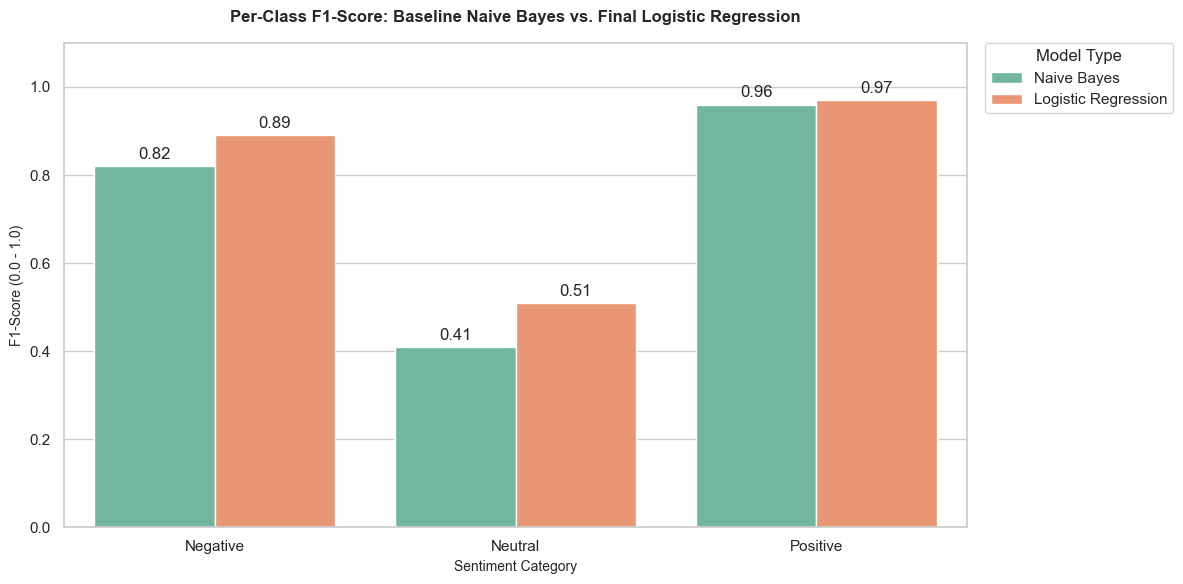 Per-Class F1-Score: Baseline Naive Bayes vs. Final Logistic Regression
Model Type
Naive Bayes
Logistic Regression
F1-Score (0.0 - 1.0)
1.0
0.8
0.6
0.4
0.2
0.0
0.82
0.89
0.41
0.51
0.96
0.97
Negative
Neutral
Positive
Sentiment Category